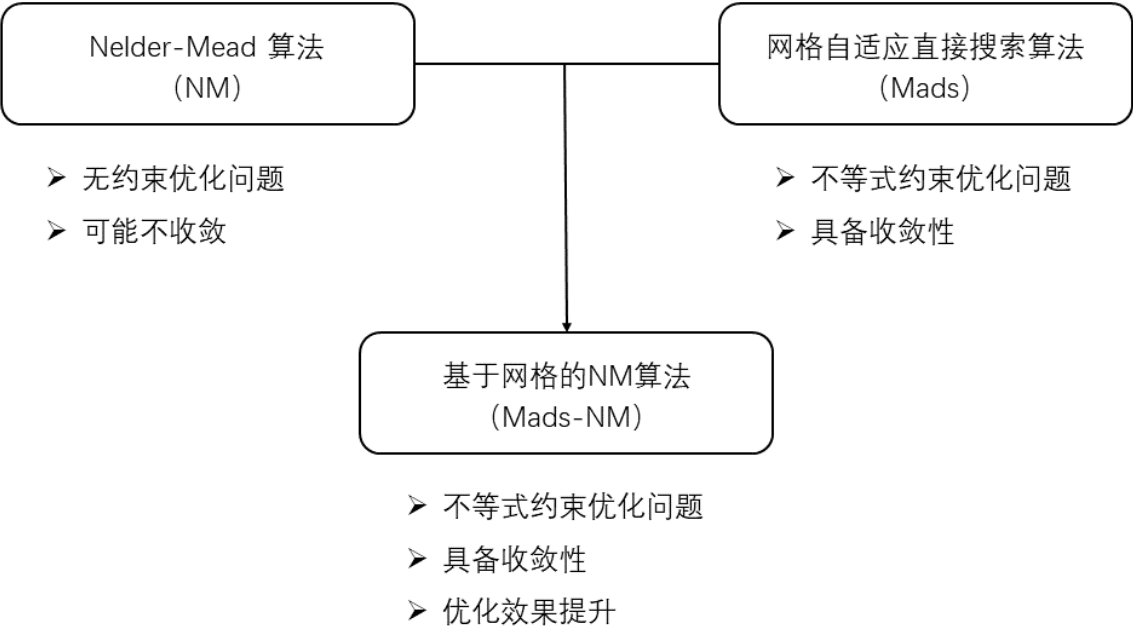 Nelder-Mead 算法
（NM）
网格自适应直接搜索算法
（Mads）
➢ 无约束优化问题
➢ 可能不收敛
➢ 不等式约束优化问题
➢ 具备收敛性
基于网格的NM算法
（Mads-NM）
➢ 不等式约束优化问题
➢ 具备收敛性
➢ 优化效果提升